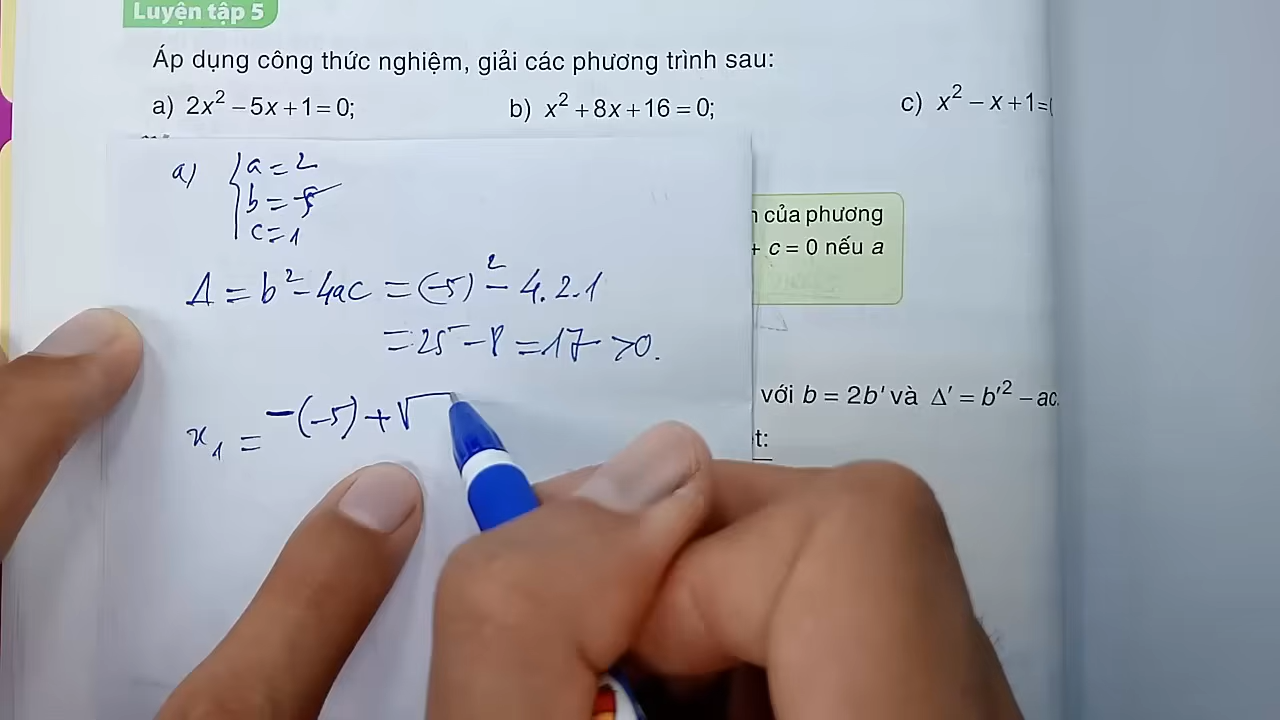 Luyện tập 5
Áp dụng công thức nghiệm, giải các phương trình sau:
a) 2x² – 5x + 1 = 0;
b) x² + 8x + 16 = 0;
c) x² – x + 1 =
a) { a = 2
b = -5
c = 1
Δ = b² - 4ac = (-5)² - 4.2.1
= 25 - 8 = 17 > 0.
x₁ = -(-5) + √
của phương
+ c = 0 nếu a
với b = 2b' và Δ' = b'² – ac
t: